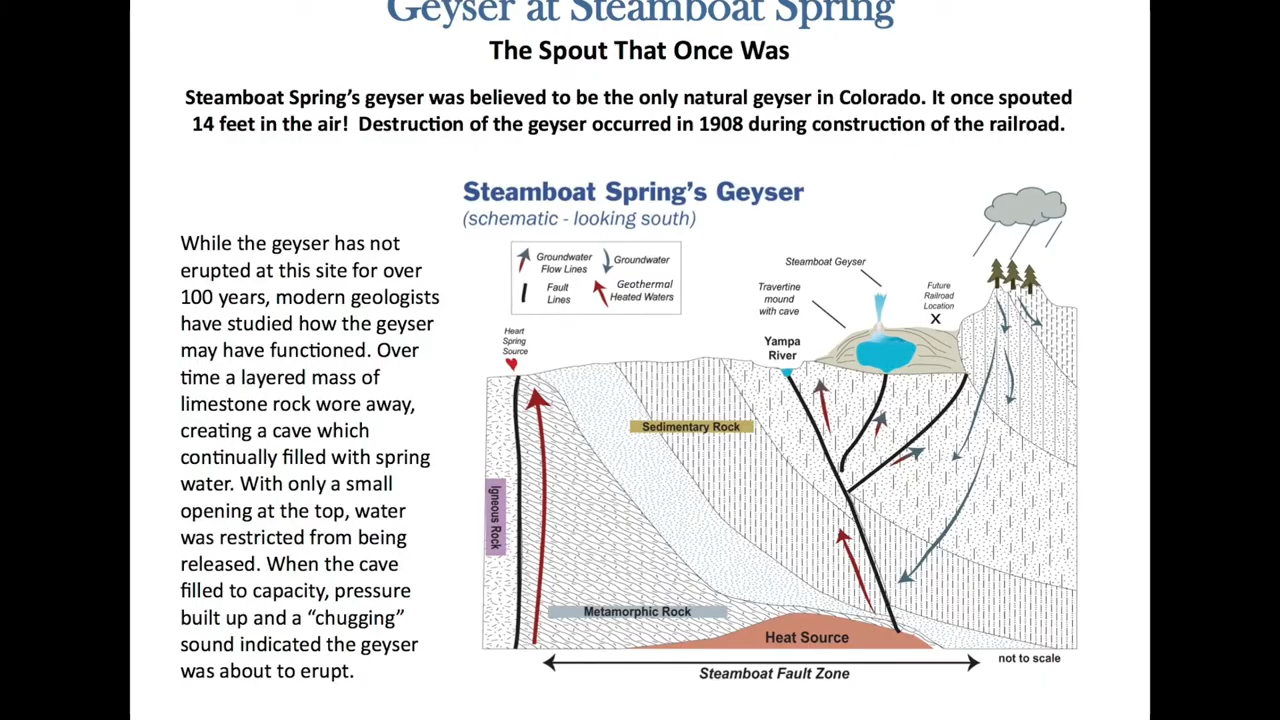 Geyser at Steamboat Spring
The Spout That Once Was
Steamboat Spring’s geyser was believed to be the only natural geyser in Colorado. It once spouted
14 feet in the air!  Destruction of the geyser occurred in 1908 during construction of the railroad.
While the geyser has not
erupted at this site for over
100 years, modern geologists
have studied how the geyser
may have functioned. Over
time a layered mass of
limestone rock wore away,
creating a cave which
continually filled with spring
water. With only a small
opening at the top, water
was restricted from being
released. When the cave
filled to capacity, pressure
built up and a “chugging”
sound indicated the geyser
was about to erupt.
Steamboat Spring’s Geyser
(schematic - looking south)
Groundwater
Flow Lines
Groundwater
Fault
Lines
Geothermal
Heated Waters
Heart
Spring
Source
Steamboat Geyser
Travertine
mound
with cave
Future
Railroad
Location
X
Yampa
River
Sedimentary Rock
Igneous Rock
Metamorphic Rock
Heat Source
not to scale
Steamboat Fault Zone